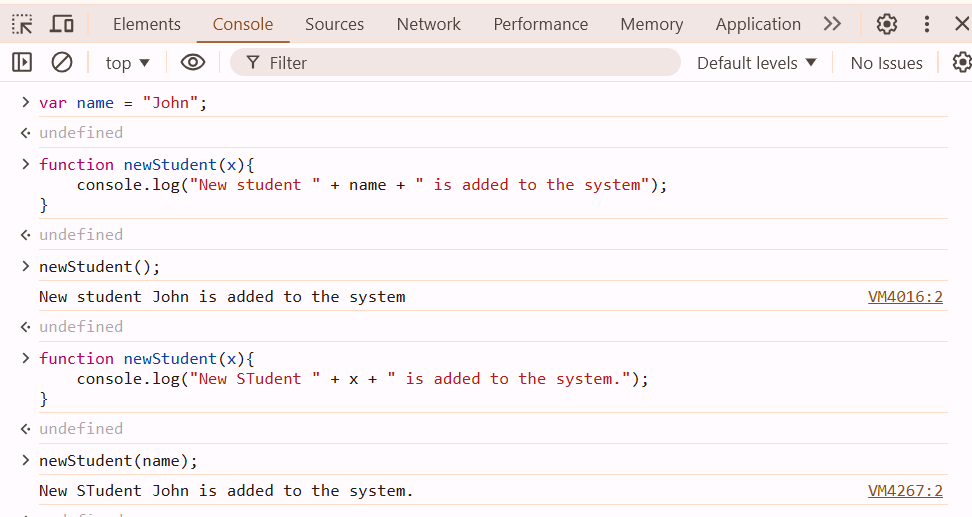 Elements Console Sources Network Performance Memory Application
top Filter Default levels No Issues
> var name = "John";
undefined
> function newStudent(x){
console.log("New student " + name + " is added to the system");
}
undefined
> newStudent();
New student John is added to the system VM4016:2
undefined
> function newStudent(x){
console.log("New STudent " + x + " is added to the system.");
}
undefined
> newStudent(name);
New STudent John is added to the system. VM4267:2